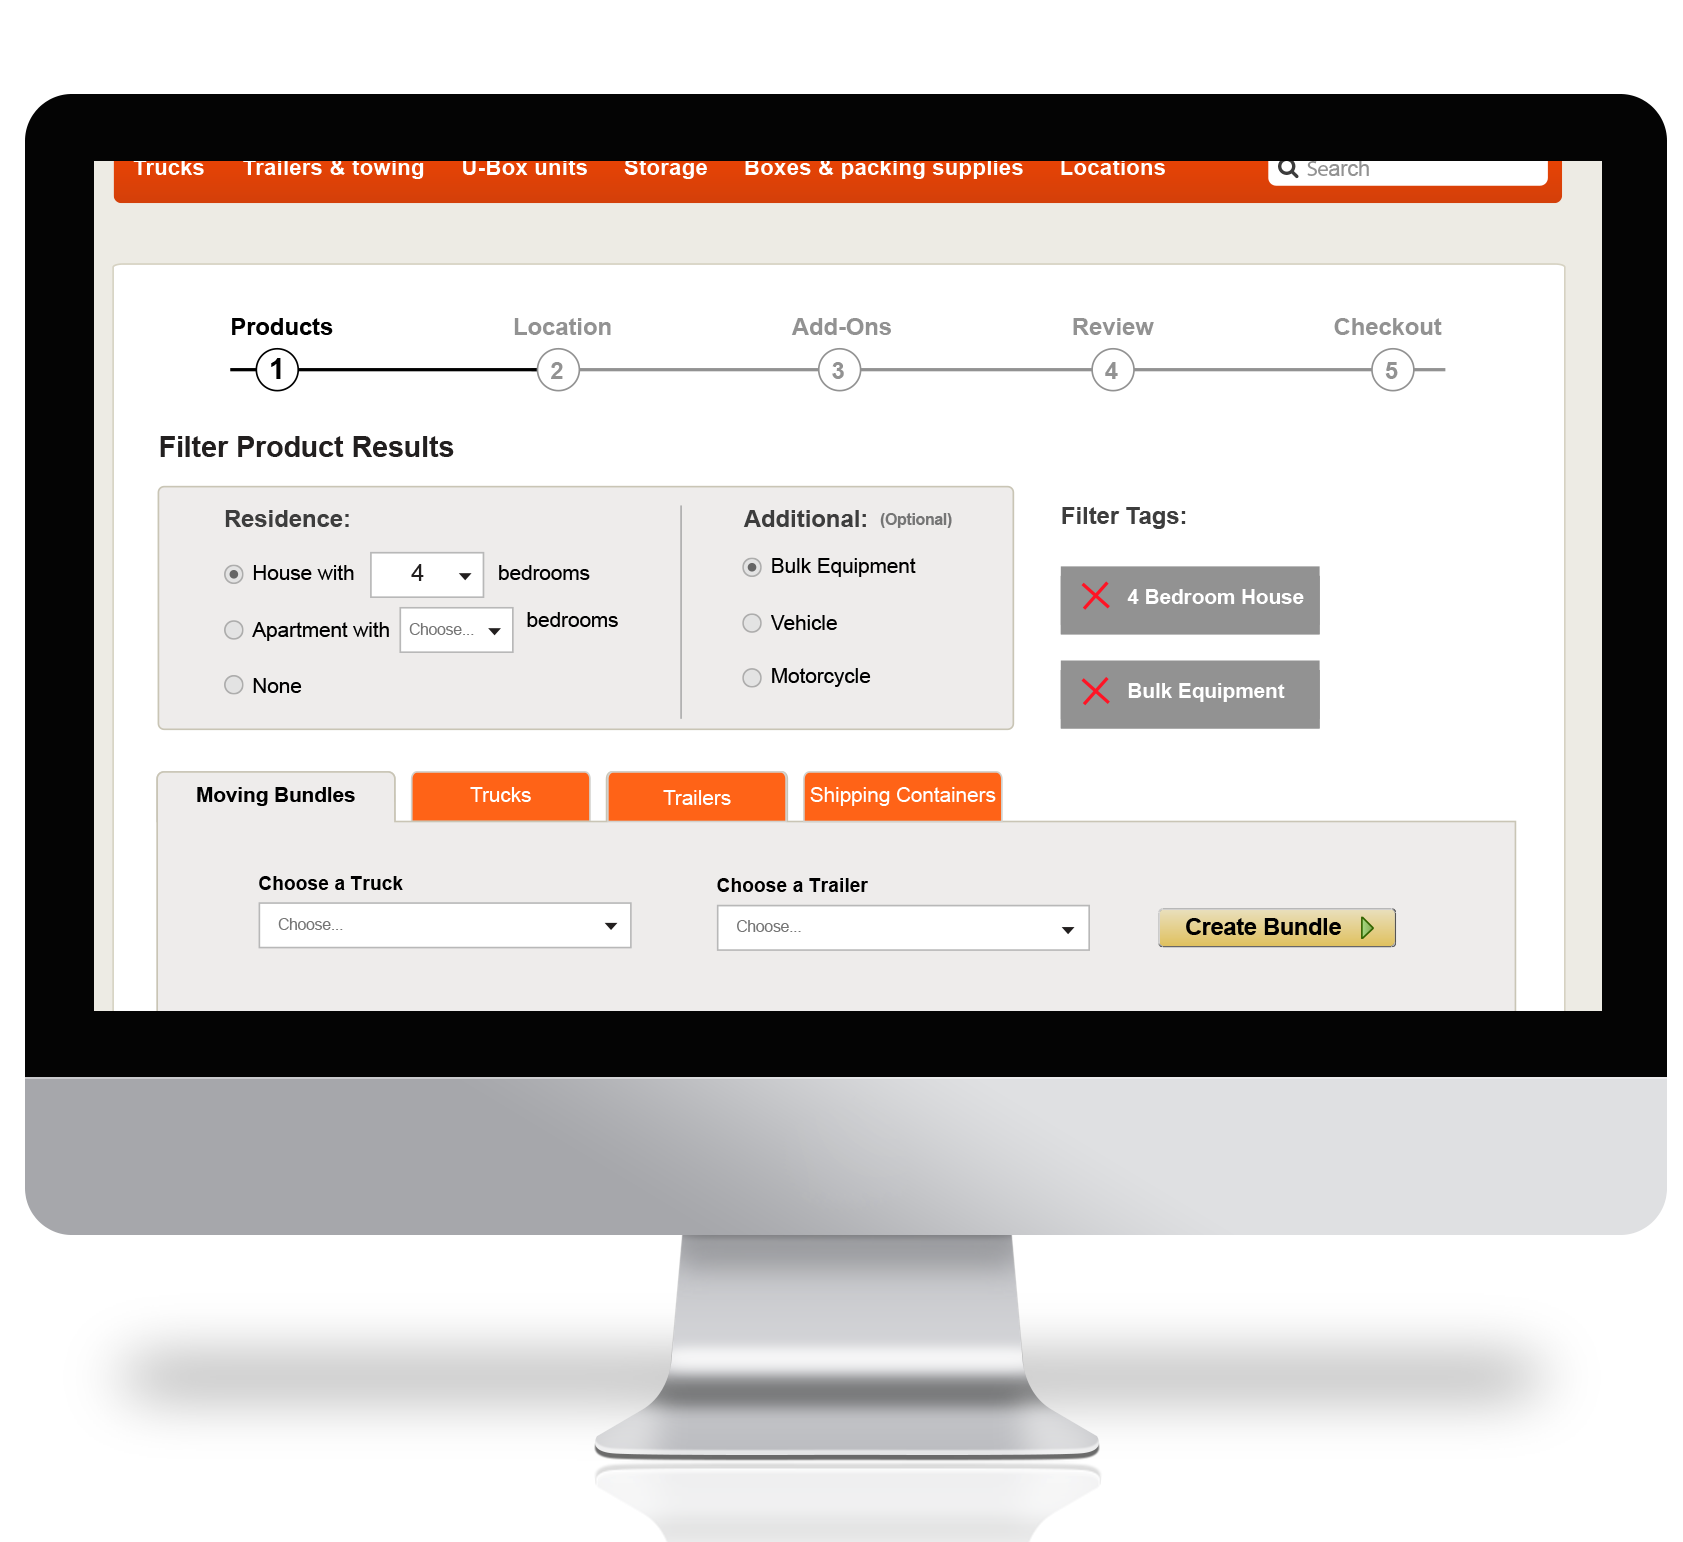 Trucks Trailers & towing U-Box units Storage Boxes & packing supplies Locations Search
Products Location Add-Ons Review Checkout
1 2 3 4 5
Filter Product Results
Residence:
House with 4 bedrooms
Apartment with Choose... bedrooms
None
Additional: (Optional)
Bulk Equipment
Vehicle
Motorcycle
Filter Tags:
4 Bedroom House
Bulk Equipment
Moving Bundles Trucks Trailers Shipping Containers
Choose a Truck
Choose...
Choose a Trailer
Choose...
Create Bundle